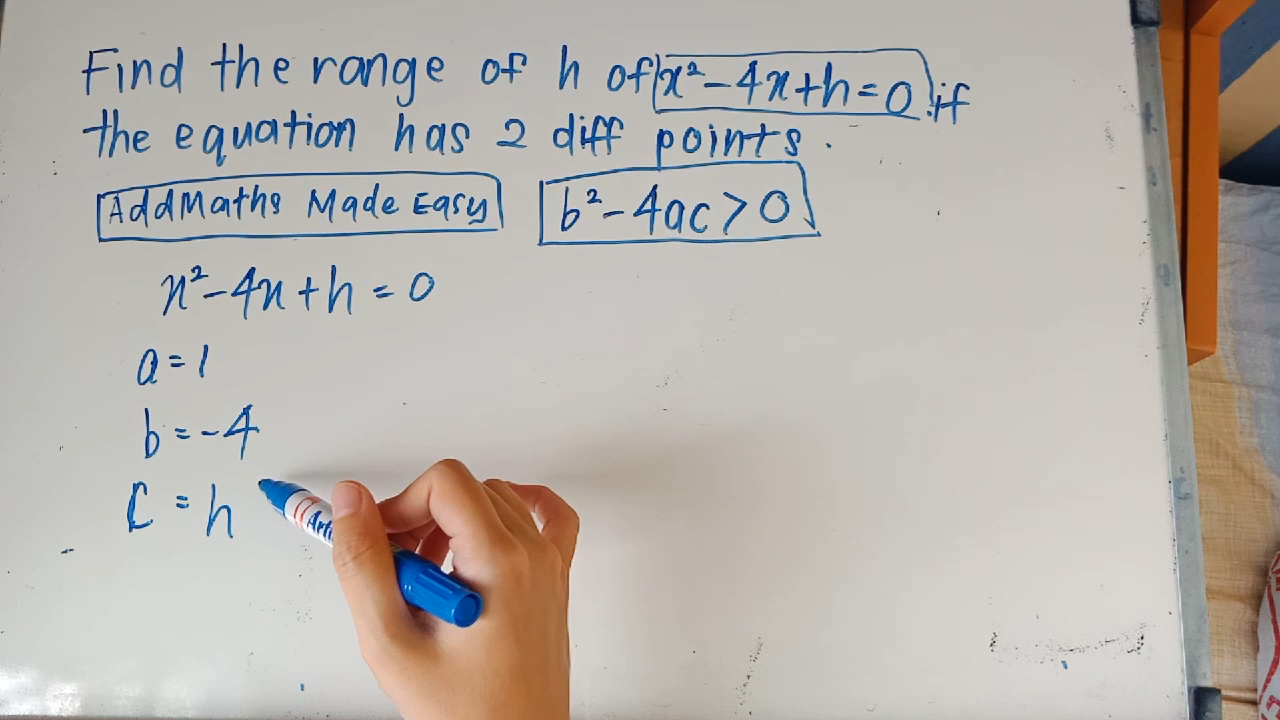 Find the range of h of x²-4x+h=0 if
the equation has 2 diff points.
AddMaths Made Easy b²-4ac>0
x²-4x+h=0
a=1
b=-4
c=h